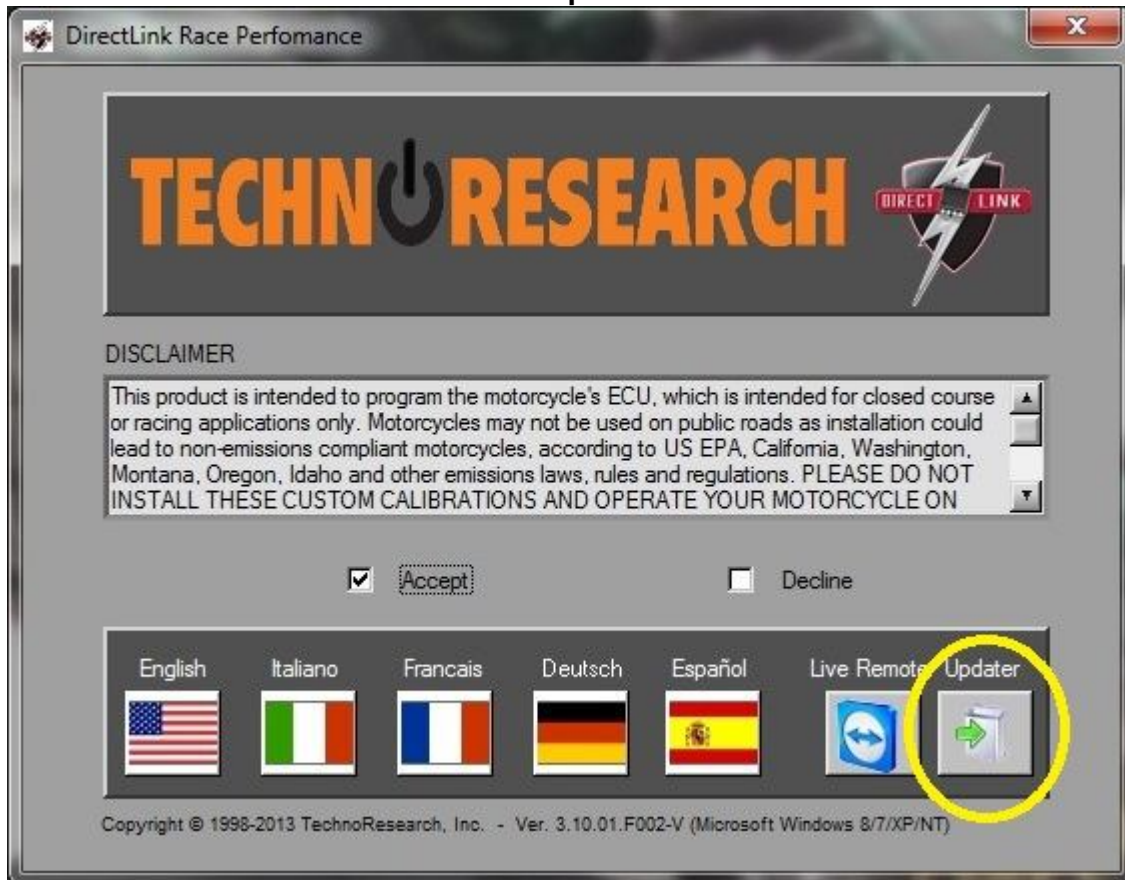 DirectLink Race Perfomance
TECHNORESEARCH
DIRECT LINK
DISCLAIMER
This product is intended to program the motorcycle's ECU, which is intended for closed course
or racing applications only. Motorcycles may not be used on public roads as installation could
lead to non-emissions compliant motorcycles, according to US EPA, California, Washington,
Montana, Oregon, Idaho and other emissions laws, rules and regulations. PLEASE DO NOT
INSTALL THESE CUSTOM CALIBRATIONS AND OPERATE YOUR MOTORCYCLE ON
Accept Decline
English Italiano Francais Deutsch Español Live Remote Updater
Copyright © 1998-2013 TechnoResearch, Inc. - Ver. 3.10.01.F002-V (Microsoft Windows 8/7/XP/NT)